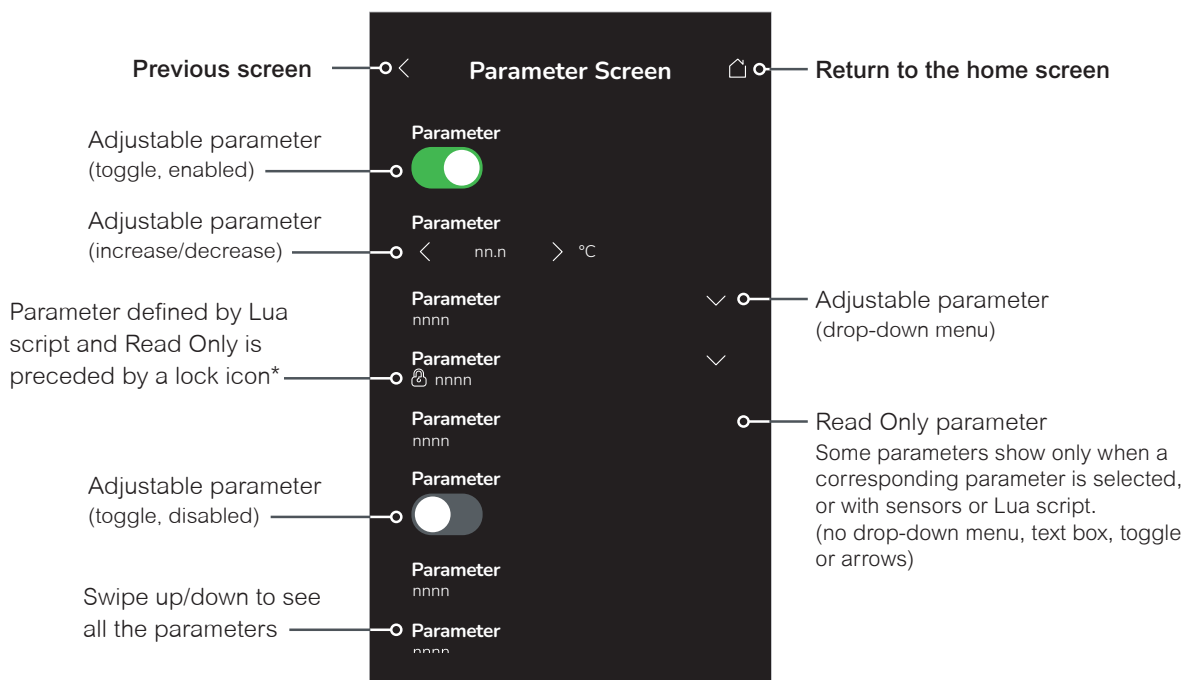 Previous screen
Parameter Screen
Return to the home screen
Adjustable parameter
(toggle, enabled)
Parameter
Adjustable parameter
(increase/decrease)
Parameter
nn.n
°C
Parameter defined by Lua
script and Read Only is
preceded by a lock icon*
Parameter
nnnn
Adjustable parameter
(drop-down menu)
Parameter
nnnn
Parameter
nnnn
Read Only parameter
Some parameters show only when a
corresponding parameter is selected,
or with sensors or Lua script.
(no drop-down menu, text box, toggle
or arrows)
Adjustable parameter
(toggle, disabled)
Parameter
Parameter
nnnn
Swipe up/down to see
all the parameters
Parameter
nnnn